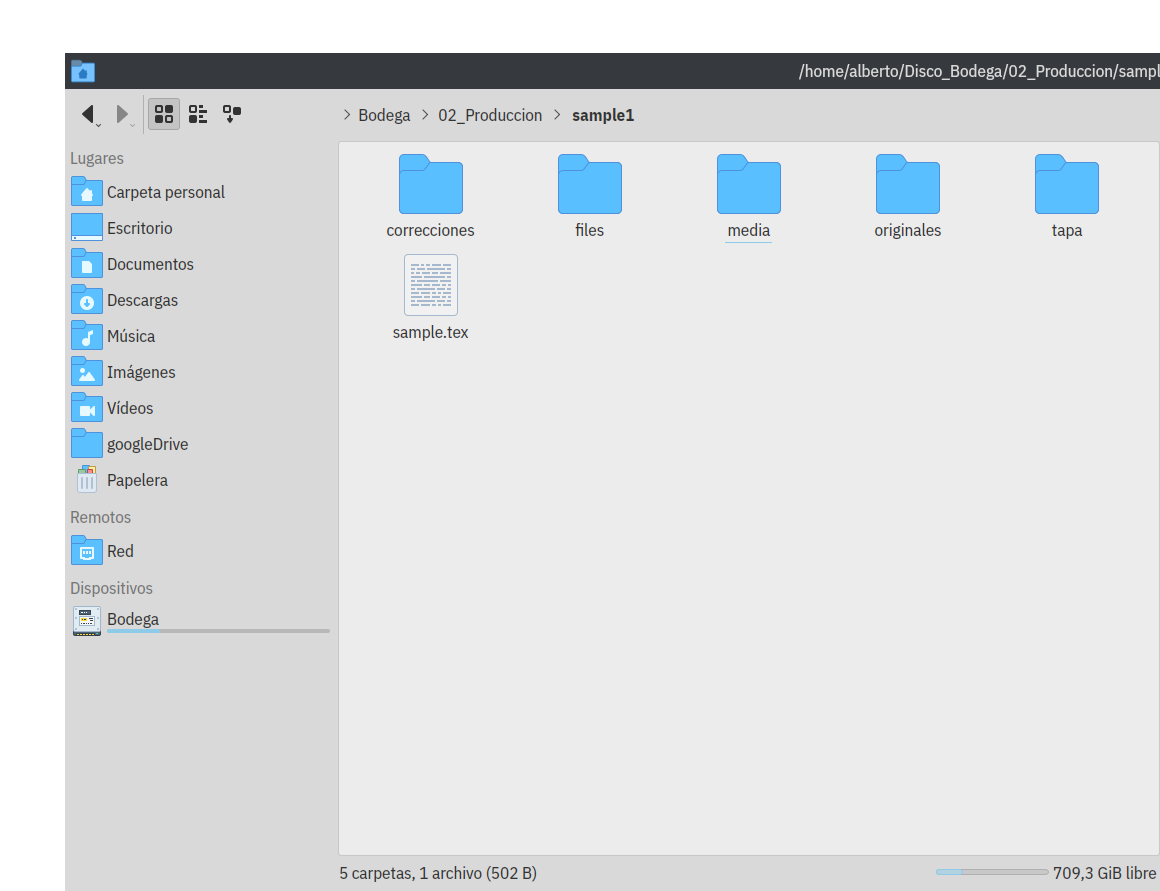 /home/alberto/Disco_Bodega/02_Produccion/sampl
Bodega 02_Produccion sample1
Lugares
Carpeta personal
Escritorio
Documentos
Descargas
Música
Imágenes
Vídeos
googleDrive
Papelera
Remotos
Red
Dispositivos
Bodega
correcciones files media originales tapa
sample.tex
5 carpetas, 1 archivo (502 B) 709,3 GiB libre